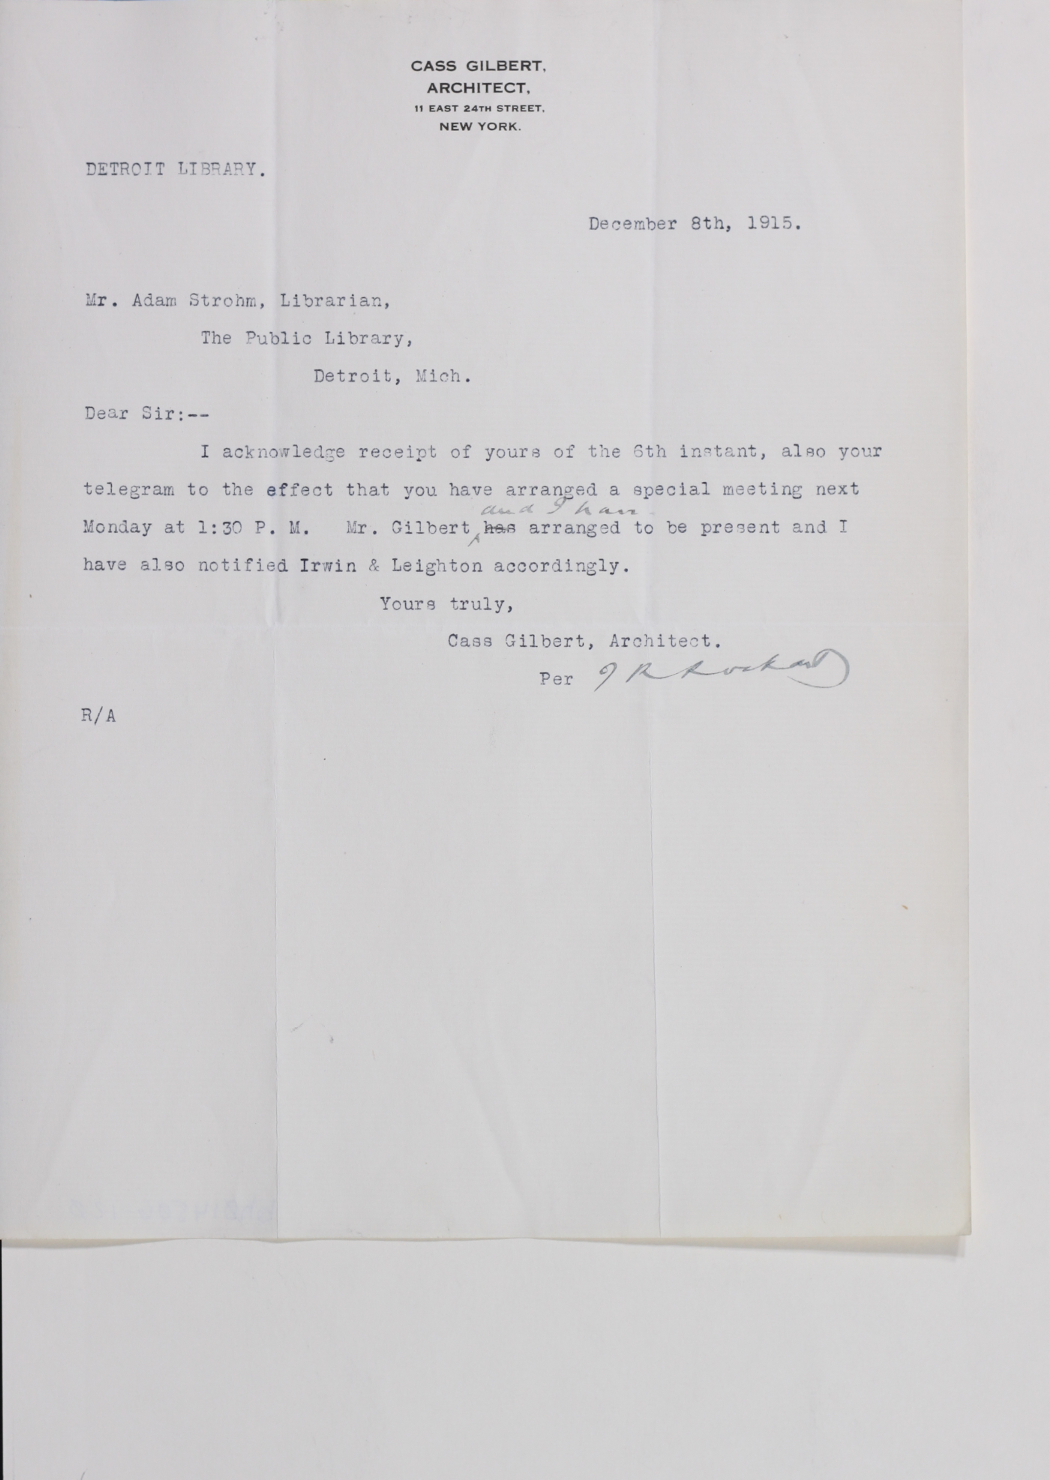 CASS GILBERT,
ARCHITECT,
11 EAST 24TH STREET,
NEW YORK.
DETROIT LIBRARY.
December 8th, 1915.
Mr. Adam Strohm, Librarian,
The Public Library,
Detroit, Mich.
Dear Sir:--
I acknowledge receipt of yours of the 6th instant, also your
telegram to the effect that you have arranged a special meeting next
and I have
Monday at 1:30 P. M. Mr. Gilbert has arranged to be present and I
have also notified Irwin & Leighton accordingly.
Yours truly,
Cass Gilbert, Architect.
Per
R/A